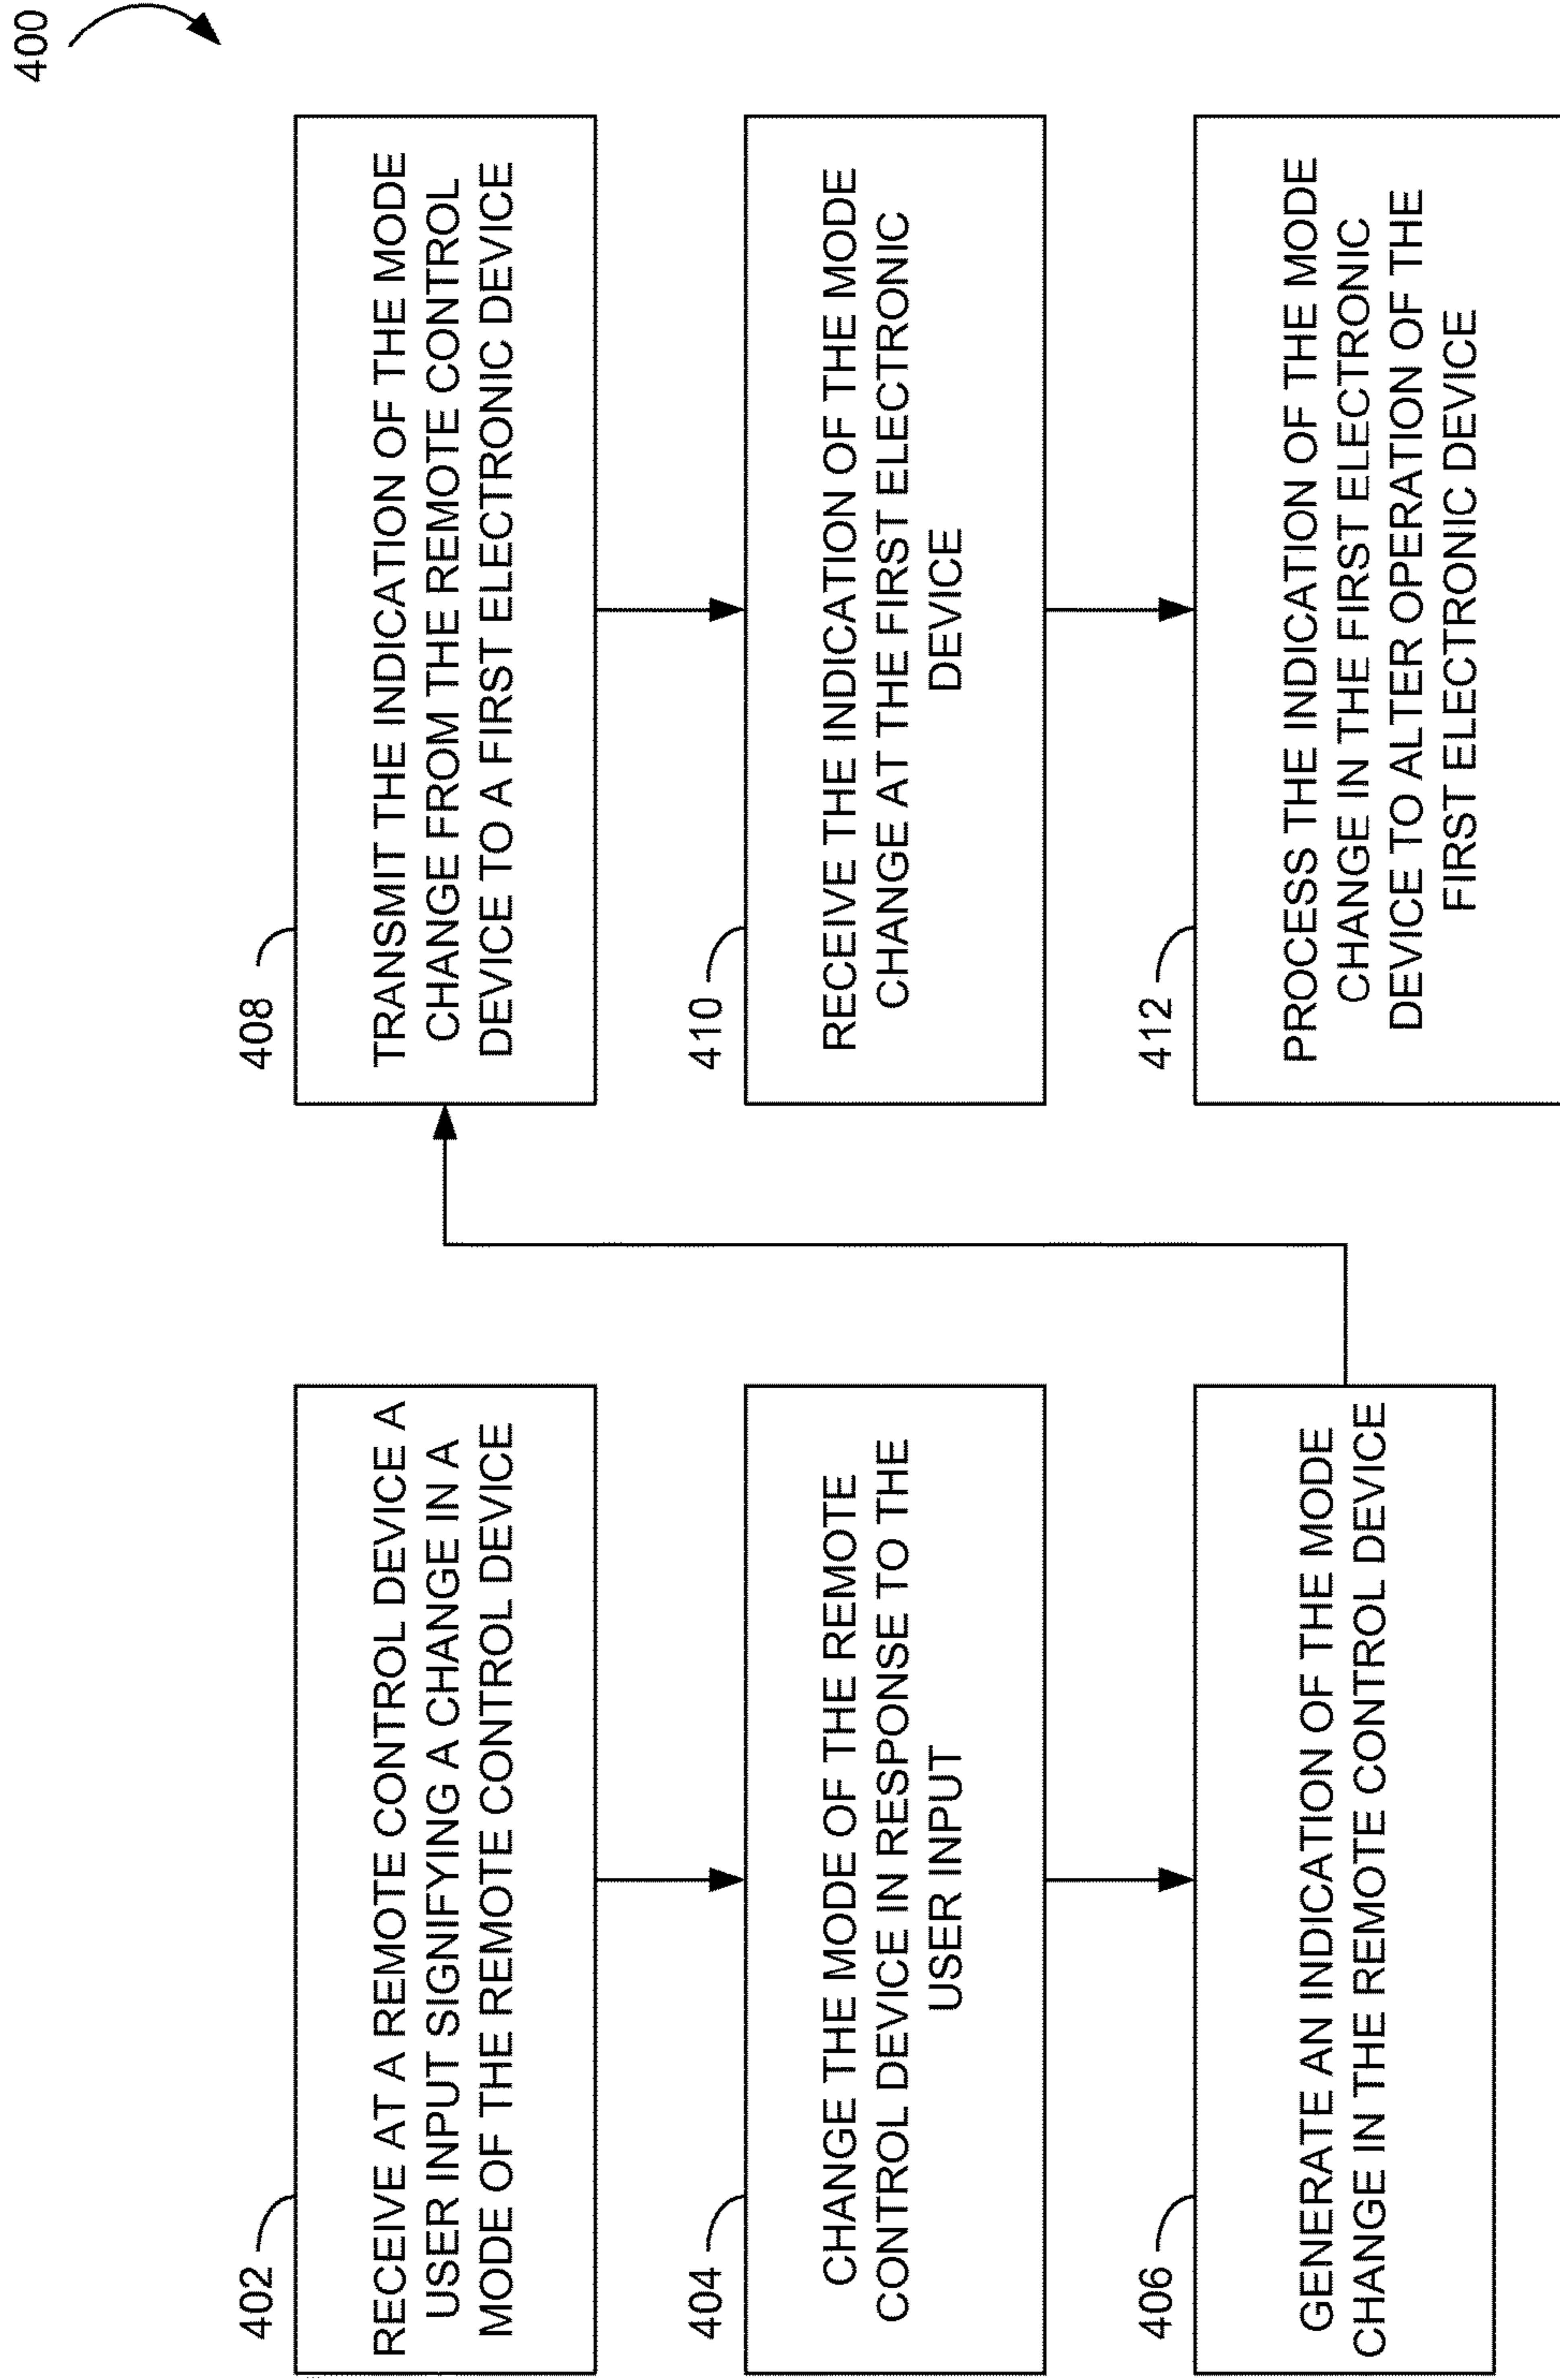 400
402
RECEIVE AT A REMOTE CONTROL DEVICE A
USER INPUT SIGNIFYING A CHANGE IN A
MODE OF THE REMOTE CONTROL DEVICE
404
CHANGE THE MODE OF THE REMOTE
CONTROL DEVICE IN RESPONSE TO THE
USER INPUT
406
GENERATE AN INDICATION OF THE MODE
CHANGE IN THE REMOTE CONTROL DEVICE
408
TRANSMIT THE INDICATION OF THE MODE
CHANGE FROM THE REMOTE CONTROL
DEVICE TO A FIRST ELECTRONIC DEVICE
410
RECEIVE THE INDICATION OF THE MODE
CHANGE AT THE FIRST ELECTRONIC
DEVICE
412
PROCESS THE INDICATION OF THE MODE
CHANGE IN THE FIRST ELECTRONIC
DEVICE TO ALTER OPERATION OF THE
FIRST ELECTRONIC DEVICE